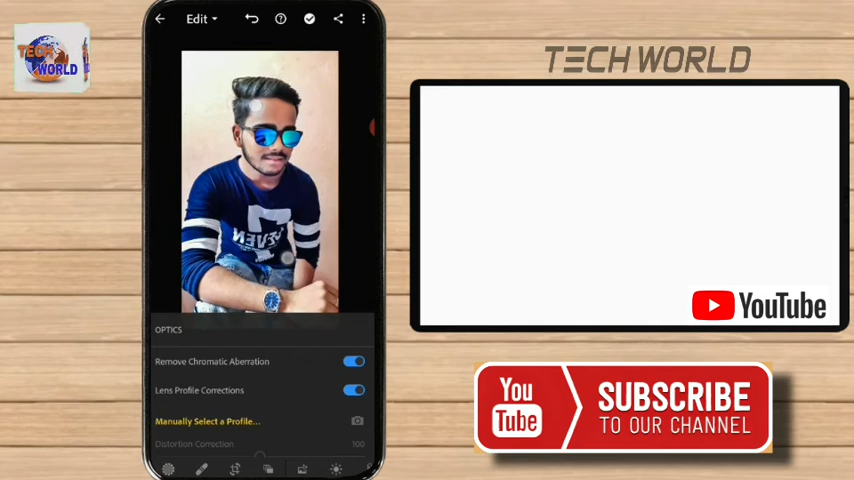 TECH
WORLD
Edit
OPTICS
Remove Chromatic Aberration
Lens Profile Corrections
Manually Select a Profile...
Distortion Correction 100
TECH WORLD
YouTube
You
Tube
SUBSCRIBE
TO OUR CHANNEL